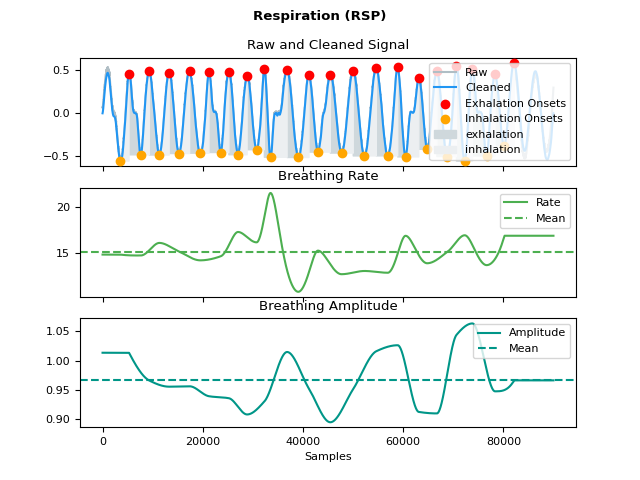 Respiration (RSP)
Raw and Cleaned Signal
0.5
0.0
−0.5
Raw
Cleaned
Exhalation Onsets
Inhalation Onsets
exhalation
inhalation
Breathing Rate
20
15
Rate
Mean
Breathing Amplitude
1.05
1.00
0.95
0.90
Amplitude
Mean
0 20000 40000 60000 80000
Samples